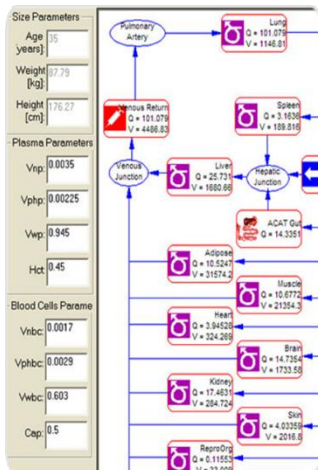 Size Parameters
Age
[years]:
35
Weight
[kg]:
87.79
Height
[cm]:
176.27
Plasma Parameters
Vnp:
0.0035
Vphp:
0.00225
Vwp:
0.945
Hct:
0.45
Blood Cells Parame
Vnbc:
0.0017
Vphbc:
0.0029
Vwbc:
0.603
Cap:
0.5
Pulmonary
Artery
Lung
Q = 101.079
V = 1146.81
Venous Return
Q = 101.079
V = 4486.83
Spleen
Q = 3.1636
V = 189.816
Venous
Junction
Liver
Q = 25.731
V = 1680.66
Hepatic
Junction
ACAT Gut
Q = 14.3351
Adipose
Q = 10.5247
V = 31574.2
Muscle
Q = 10.6772
V = 21354.3
Heart
Q = 3.94528
V = 324.269
Brain
Q = 14.7354
V = 1733.58
Kidney
Q = 17.4631
V = 284.724
Skin
Q = 4.03359
V = 2016.8
ReproOrg
Q = 0.11553